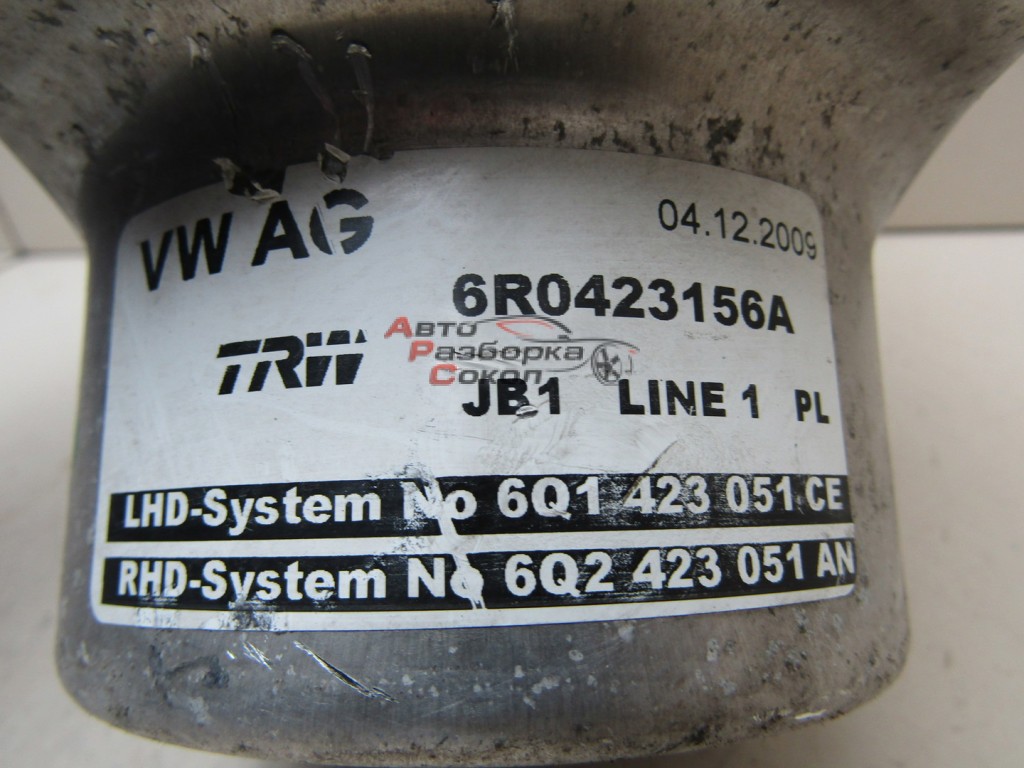 VW AG 04.12.2009
6R0423156A
TRW
Авто
Разборка
Сокол
JB1 LINE 1 PL
LHD-System No 6Q1 423 051 CE
RHD-System No 6Q2 423 051 AN